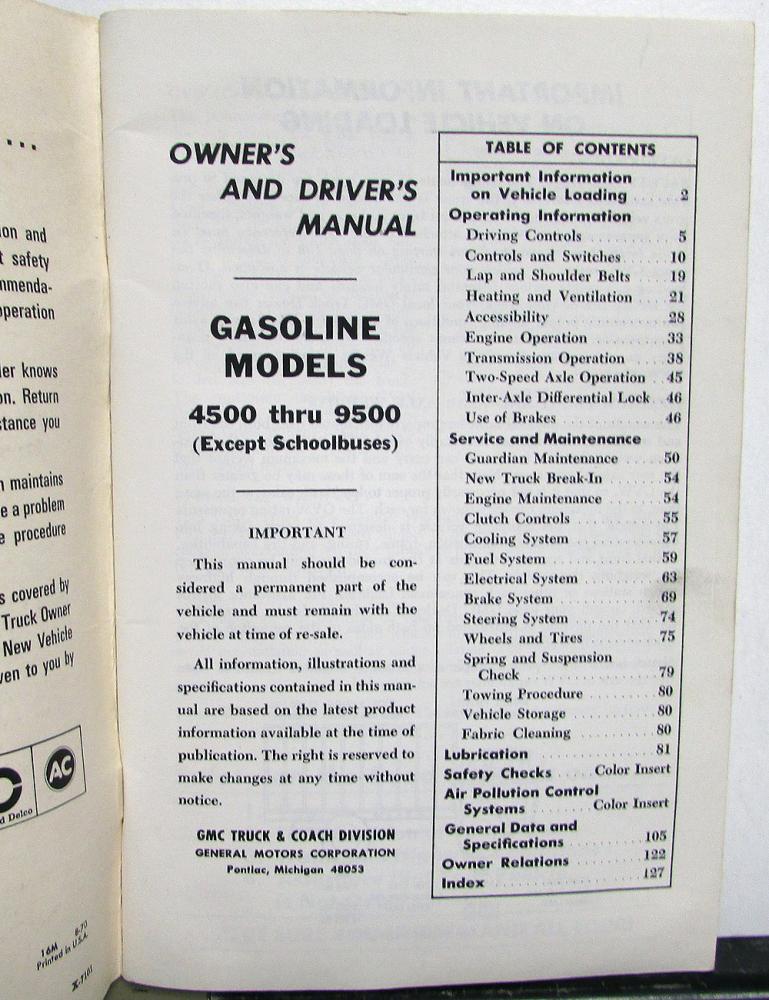 ...
on and
t safety
mmenda-
operation
ler knows
on. Return
stance you
n maintains
e a problem
e procedure
s covered by
Truck Owner
New Vehicle
ven to you by
AC
d Delco
16M 8-70
Printed in U.S.A.
X-7101
OWNER'S
AND DRIVER'S
MANUAL
GASOLINE
MODELS
4500 thru 9500
(Except Schoolbuses)
IMPORTANT
This manual should be con-
sidered a permanent part of the
vehicle and must remain with the
vehicle at time of re-sale.
All information, illustrations and
specifications contained in this man-
ual are based on the latest product
information available at the time of
publication. The right is reserved to
make changes at any time without
notice.
GMC TRUCK & COACH DIVISION
GENERAL MOTORS CORPORATION
Pontiac, Michigan 48053
TABLE OF CONTENTS
Important Information
on Vehicle Loading ..... 2
Operating Information
Driving Controls .......... 5
Controls and Switches ..... 10
Lap and Shoulder Belts .... 19
Heating and Ventilation .... 21
Accessibility .............. 28
Engine Operation ......... 33
Transmission Operation .... 38
Two-Speed Axle Operation .. 45
Inter-Axle Differential Lock . 46
Use of Brakes ............ 46
Service and Maintenance
Guardian Maintenance ..... 50
New Truck Break-In ....... 54
Engine Maintenance ....... 54
Clutch Controls ........... 55
Cooling System ........... 57
Fuel System .............. 59
Electrical System .......... 63
Brake System ............. 69
Steering System ........... 74
Wheels and Tires ......... 75
Spring and Suspension
Check ................. 79
Towing Procedure ......... 80
Vehicle Storage ........... 80
Fabric Cleaning ........... 80
Lubrication ................ 81
Safety Checks ..... Color Insert
Air Pollution Control
Systems ........ Color Insert
General Data and
Specifications .......... 105
Owner Relations .......... 122
Index .................... 127